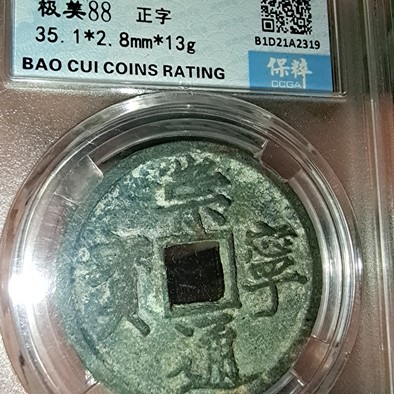 极美88 正字
35.1*2.8mm*13g
BAO CUI COINS RATING
B1D21A2319
保粹
CCGA
崇寧通寳